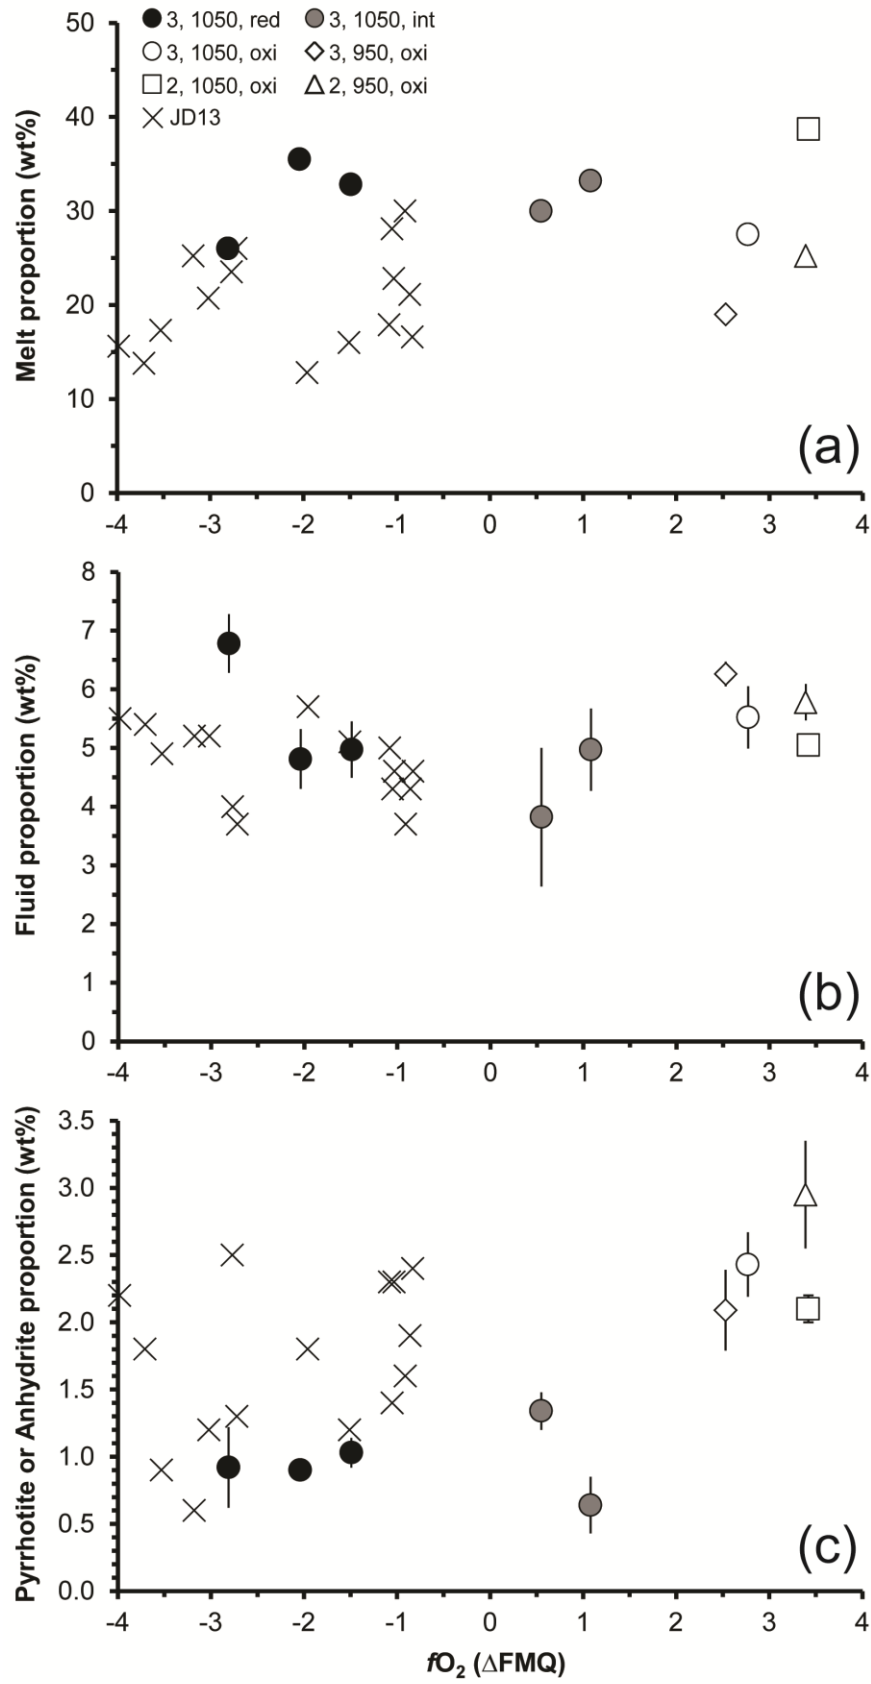 3, 1050, red 3, 1050, int
3, 1050, oxi 3, 950, oxi
2, 1050, oxi 2, 950, oxi
JD13
Melt proportion (wt%)
50
40
30
20
10
0
-4 -3 -2 -1 0 1 2 3 4
(a)
Fluid proportion (wt%)
8
7
6
5
4
3
2
1
0
-4 -3 -2 -1 0 1 2 3 4
(b)
Pyrrhotite or Anhydrite proportion (wt%)
3.5
3.0
2.5
2.0
1.5
1.0
0.5
0.0
-4 -3 -2 -1 0 1 2 3 4
(c)
fO₂ (ΔFMQ)